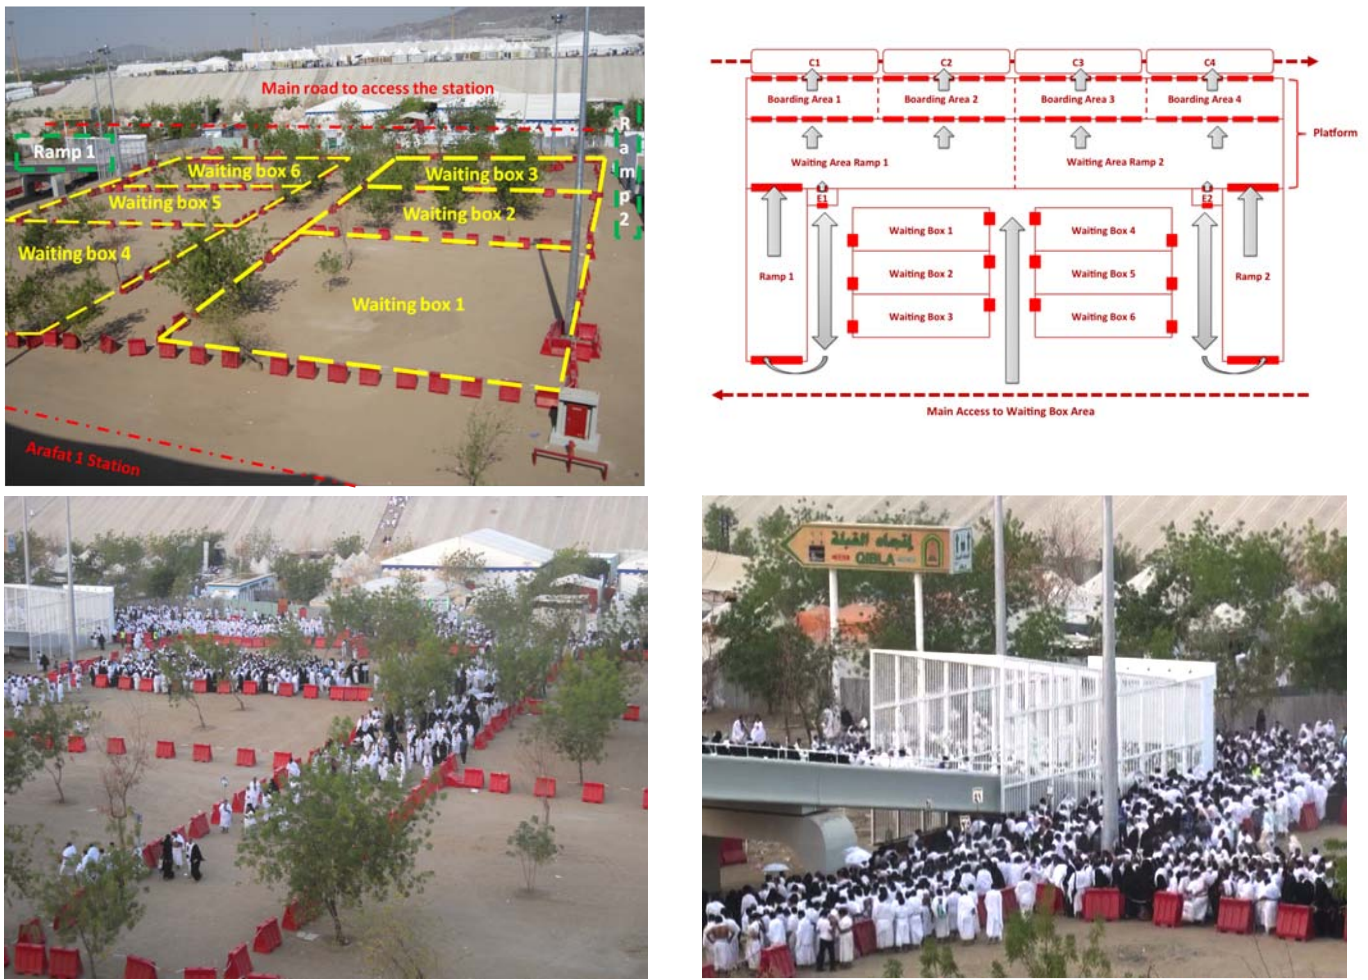 Main road to access the station
Ramp 1
Ramp 2
Waiting box 6
Waiting box 3
Waiting box 5
Waiting box 2
Waiting box 4
Waiting box 1
Arafat 1 Station
C1
C2
C3
C4
Boarding Area 1
Boarding Area 2
Boarding Area 3
Boarding Area 4
Platform
Waiting Area Ramp 1
Waiting Area Ramp 2
E1
E2
Waiting Box 1
Waiting Box 4
Ramp 1
Waiting Box 2
Waiting Box 5
Ramp 2
Waiting Box 3
Waiting Box 6
Main Access to Waiting Box Area
إتجاه القبلة
QIBLA